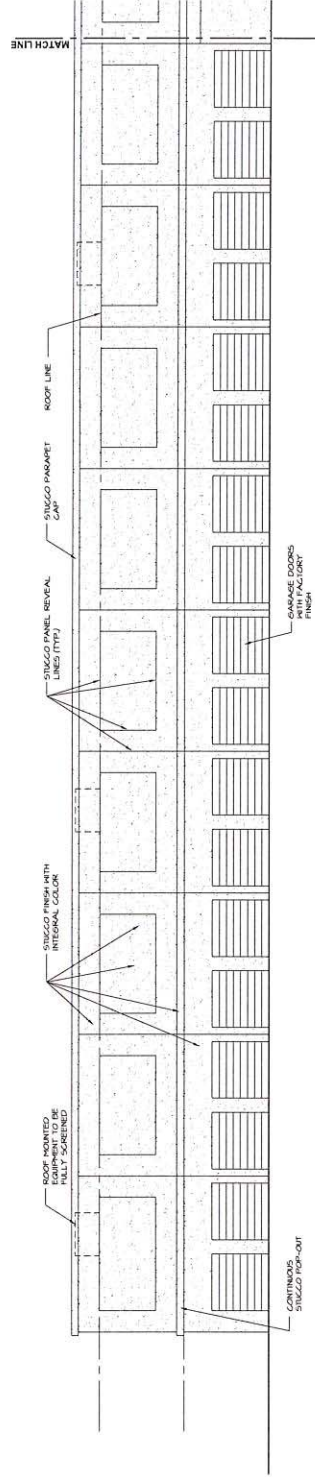 ROOF MOUNTED
EQUIPMENT TO BE
FULLY SCREENED
STUCCO FINISH WITH
INTEGRAL COLOR
STUCCO PANEL REVEAL
LINES (TYP.)
STUCCO PARAPET
CAP
ROOF LINE
MATCH LINE
CONTINUOUS
STUCCO POP-OUT
GARAGE DOORS
WITH FACTORY
FINISH